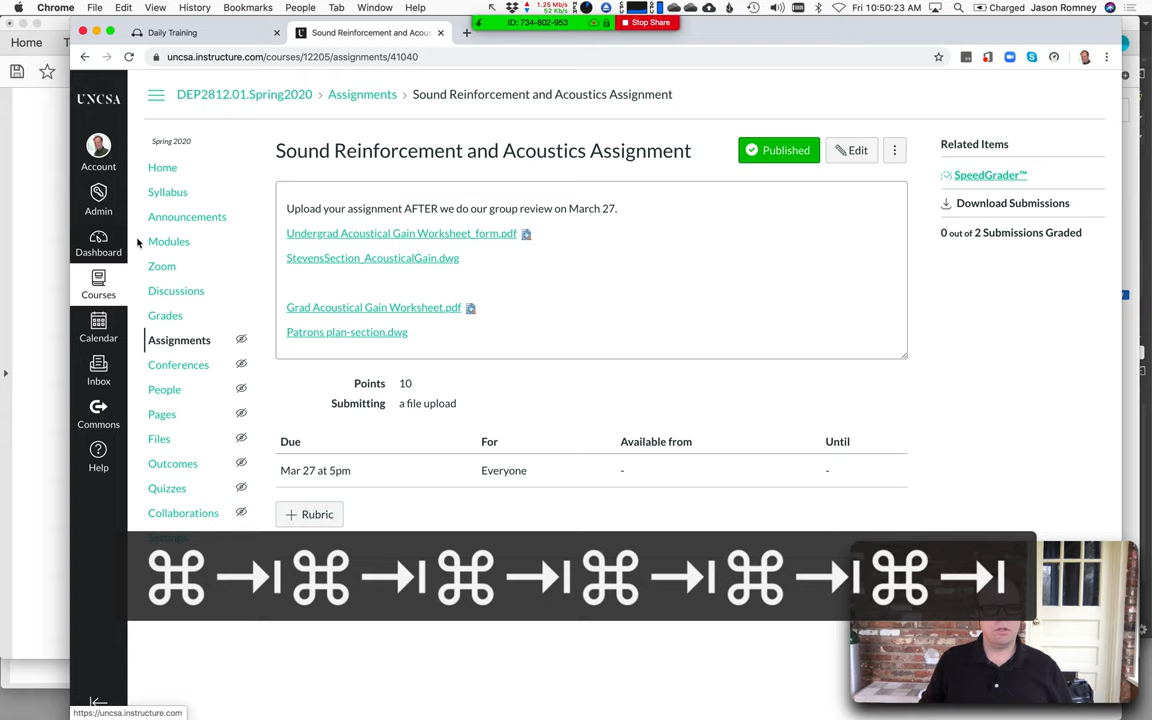 Chrome File Edit View History Bookmarks People Tab Window Help
1.25 Mb/s
52 Kb/s
Fri 10:50:23 AM Charged Jason Romney
ID: 734-802-953 Stop Share
Daily Training
Sound Reinforcement and Acous
Home
uncsa.instructure.com/courses/12205/assignments/41040
UNCSA
Account
Admin
Dashboard
Courses
Calendar
Inbox
Commons
Help
DEP2812.01.Spring2020 › Assignments › Sound Reinforcement and Acoustics Assignment
Spring 2020
Home
Syllabus
Announcements
Modules
Zoom
Discussions
Grades
Assignments
Conferences
People
Pages
Files
Outcomes
Quizzes
Collaborations
Settings
Sound Reinforcement and Acoustics Assignment
Published
Edit
Upload your assignment AFTER we do our group review on March 27.
Undergrad Acoustical Gain Worksheet_form.pdf
StevensSection_AcousticalGain.dwg
Grad Acoustical Gain Worksheet.pdf
Patrons plan-section.dwg
Points 10
Submitting a file upload
Due For Available from Until
Mar 27 at 5pm Everyone - -
+ Rubric
Related Items
SpeedGrader™
Download Submissions
0 out of 2 Submissions Graded
⌘→|⌘→|⌘→|⌘→|⌘→|⌘→|
https://uncsa.instructure.com